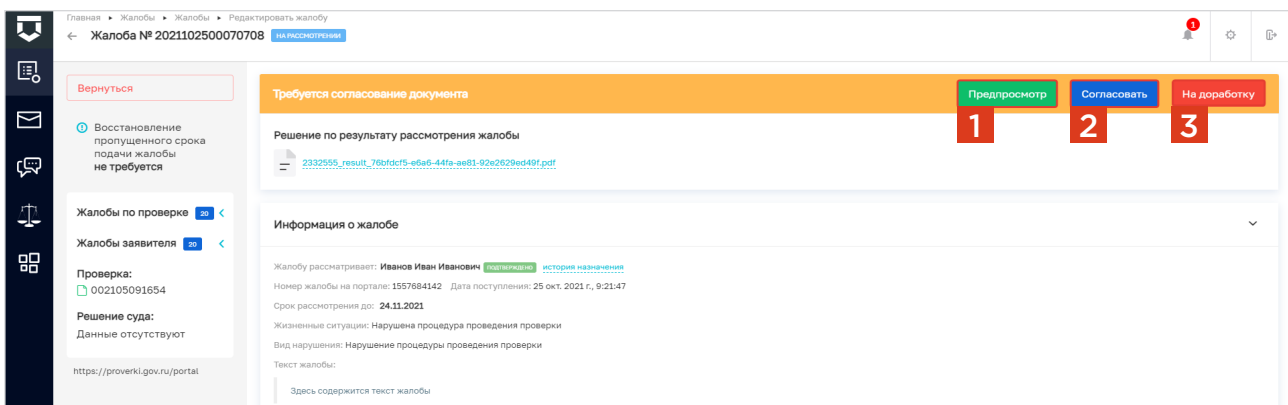 Главная ▸ Жалобы ▸ Жалобы ▸ Редактировать жалобу
← Жалоба № 2021102500070708 НА РАССМОТРЕНИИ
1
Вернуться
Восстановление
пропущенного срока
подачи жалобы
не требуется
Жалобы по проверке 20
Жалобы заявителя 20
Проверка:
002105091654
Решение суда:
Данные отсутствуют
https://proverki.gov.ru/portal
Требуется согласование документа
Предпросмотр
Согласовать
На доработку
1
2
3
Решение по результату рассмотрения жалобы
2332555_result_76bfdcf5-e6a6-44fa-ae81-92e2629ed49f.pdf
Информация о жалобе
Жалобу рассматривает: Иванов Иван Иванович ПОДТВЕРЖДЕНО история назначения
Номер жалобы на портале: 1557684142 Дата поступления: 25 окт. 2021 г., 9:21:47
Срок рассмотрения до: 24.11.2021
Жизненные ситуации: Нарушена процедура проведения проверки
Вид нарушения: Нарушение процедуры проведения проверки
Текст жалобы:
Здесь содержится текст жалобы